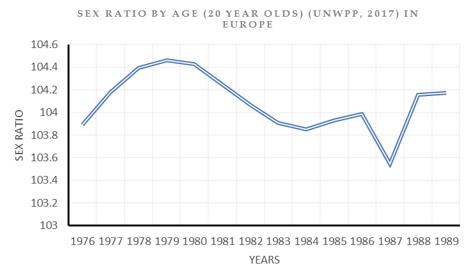 SEX RATIO BY AGE (20 YEAR OLDS) (UNWPP, 2017) IN
EUROPE
104.6
104.4
104.2
104
103.8
103.6
103.4
103.2
103
SEX RATIO
1976 1977 1978 1979 1980 1981 1982 1983 1984 1985 1986 1987 1988 1989
YEARS